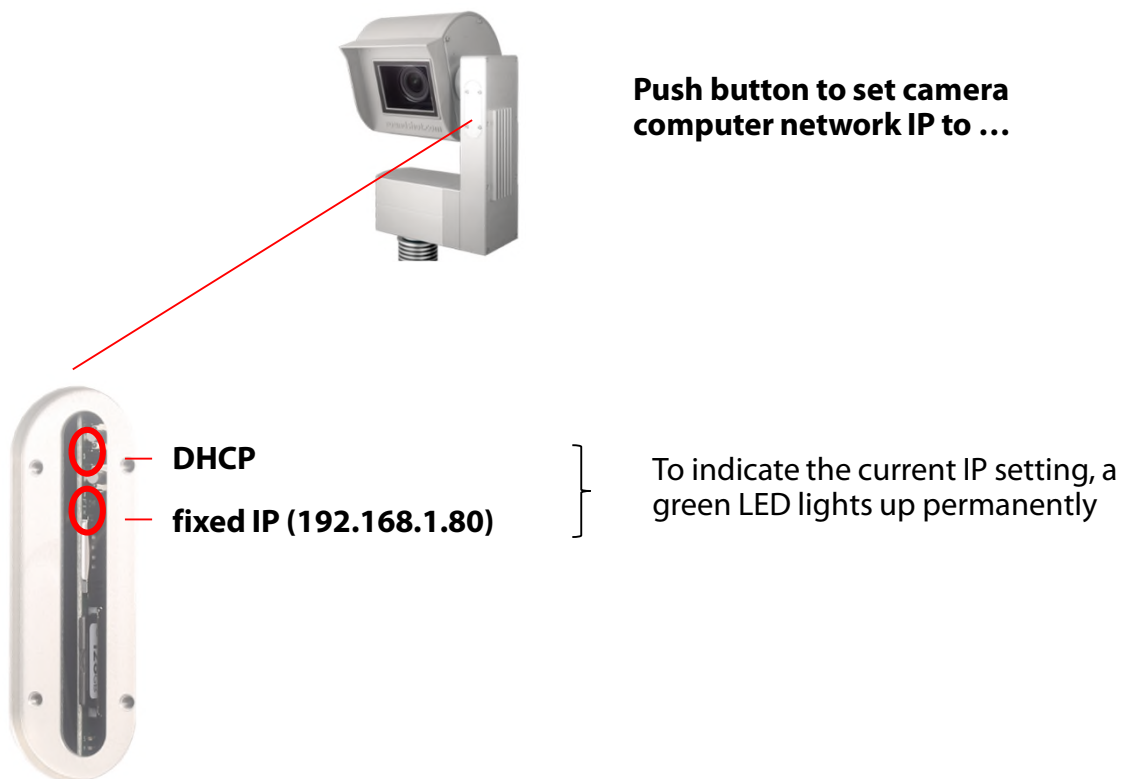 Push button to set camera
computer network IP to …
DHCP
fixed IP (192.168.1.80)
To indicate the current IP setting, a
green LED lights up permanently